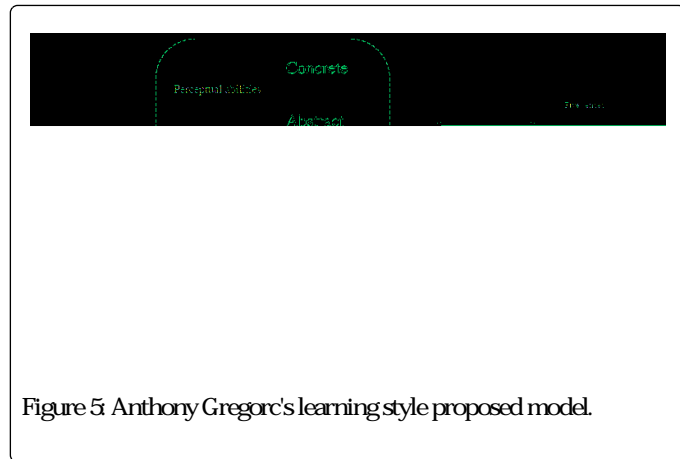 Concrete
Perceptual abilities
Abstract
Figure 5: Anthony Gregorc's learning style proposed model.